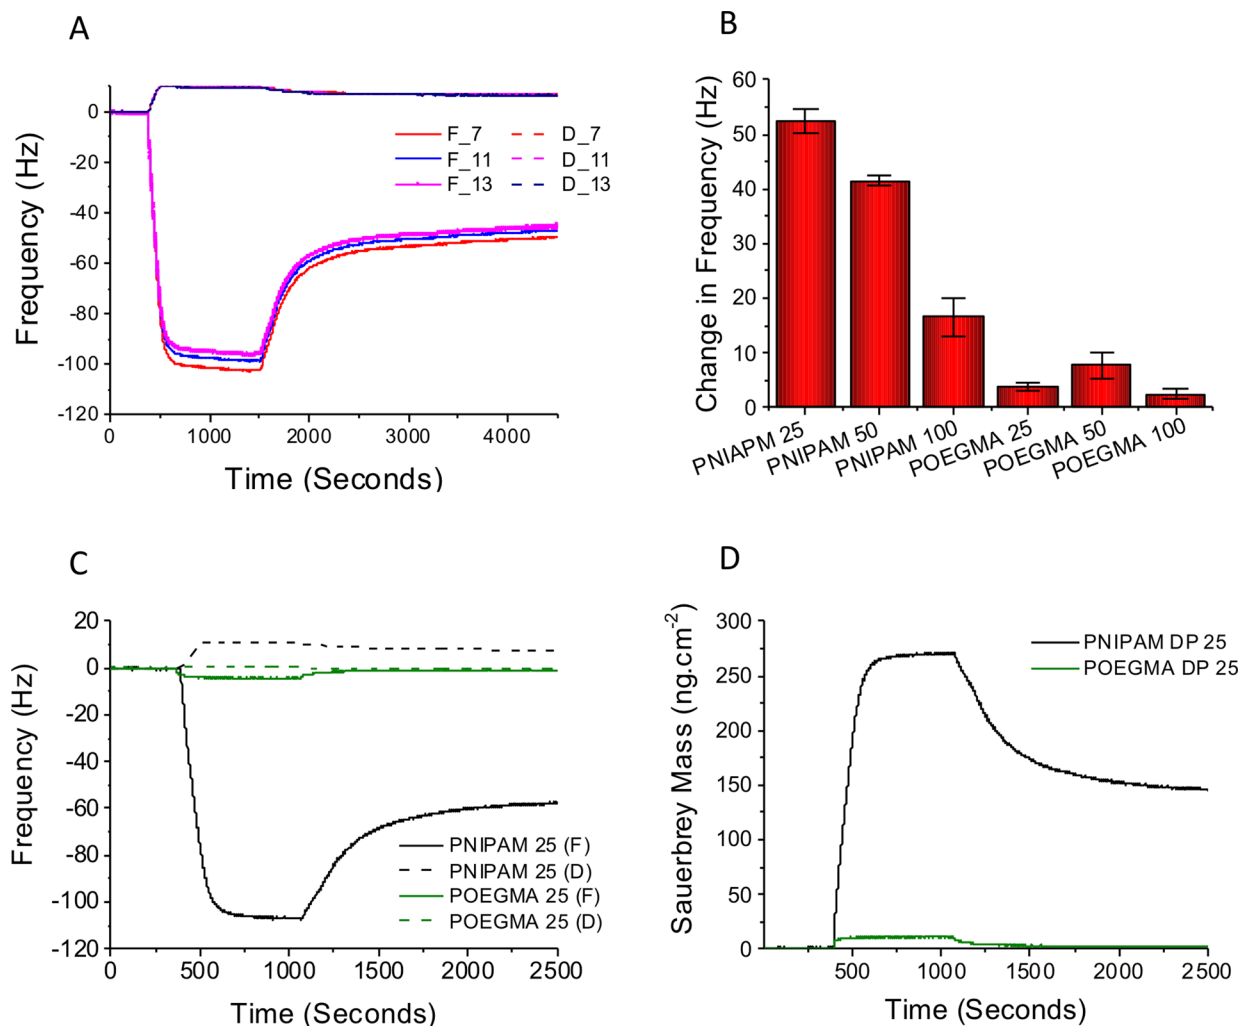 A
0
-20
-40
-60
-80
-100
-120
Frequency (Hz)
F_7 D_7
F_11 D_11
F_13 D_13
0 1000 2000 3000 4000
Time (Seconds)
B
60
50
40
30
20
10
0
Change in Frequency (Hz)
PNIAPM 25
PNIPAM 50
PNIPAM 100
POEGMA 25
POEGMA 50
POEGMA 100
C
20
0
-20
-40
-60
-80
-100
-120
Frequency (Hz)
PNIPAM 25 (F)
PNIPAM 25 (D)
POEGMA 25 (F)
POEGMA 25 (D)
0 500 1000 1500 2000 2500
Time (Seconds)
D
300
250
200
150
100
50
0
Sauerbrey Mass (ng.cm⁻²)
PNIPAM DP 25
POEGMA DP 25
500 1000 1500 2000 2500
Time (Seconds)